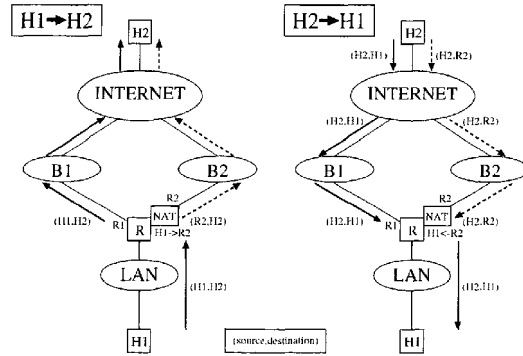 H1→H2
H2
INTERNET
B1
B2
(H1,H2)
R1
R2
NAT
R
(R2,H2)
H1->R2
LAN
(H1,H2)
H1
H2→H1
H2
(H2,H1)
(H2,R2)
INTERNET
(H2,H1)
(H2,R2)
B1
B2
(H2,H1)
R1
R2
NAT
R
(H2,R2)
H1<-R2
LAN
(H2,H1)
H1
(source,destination)